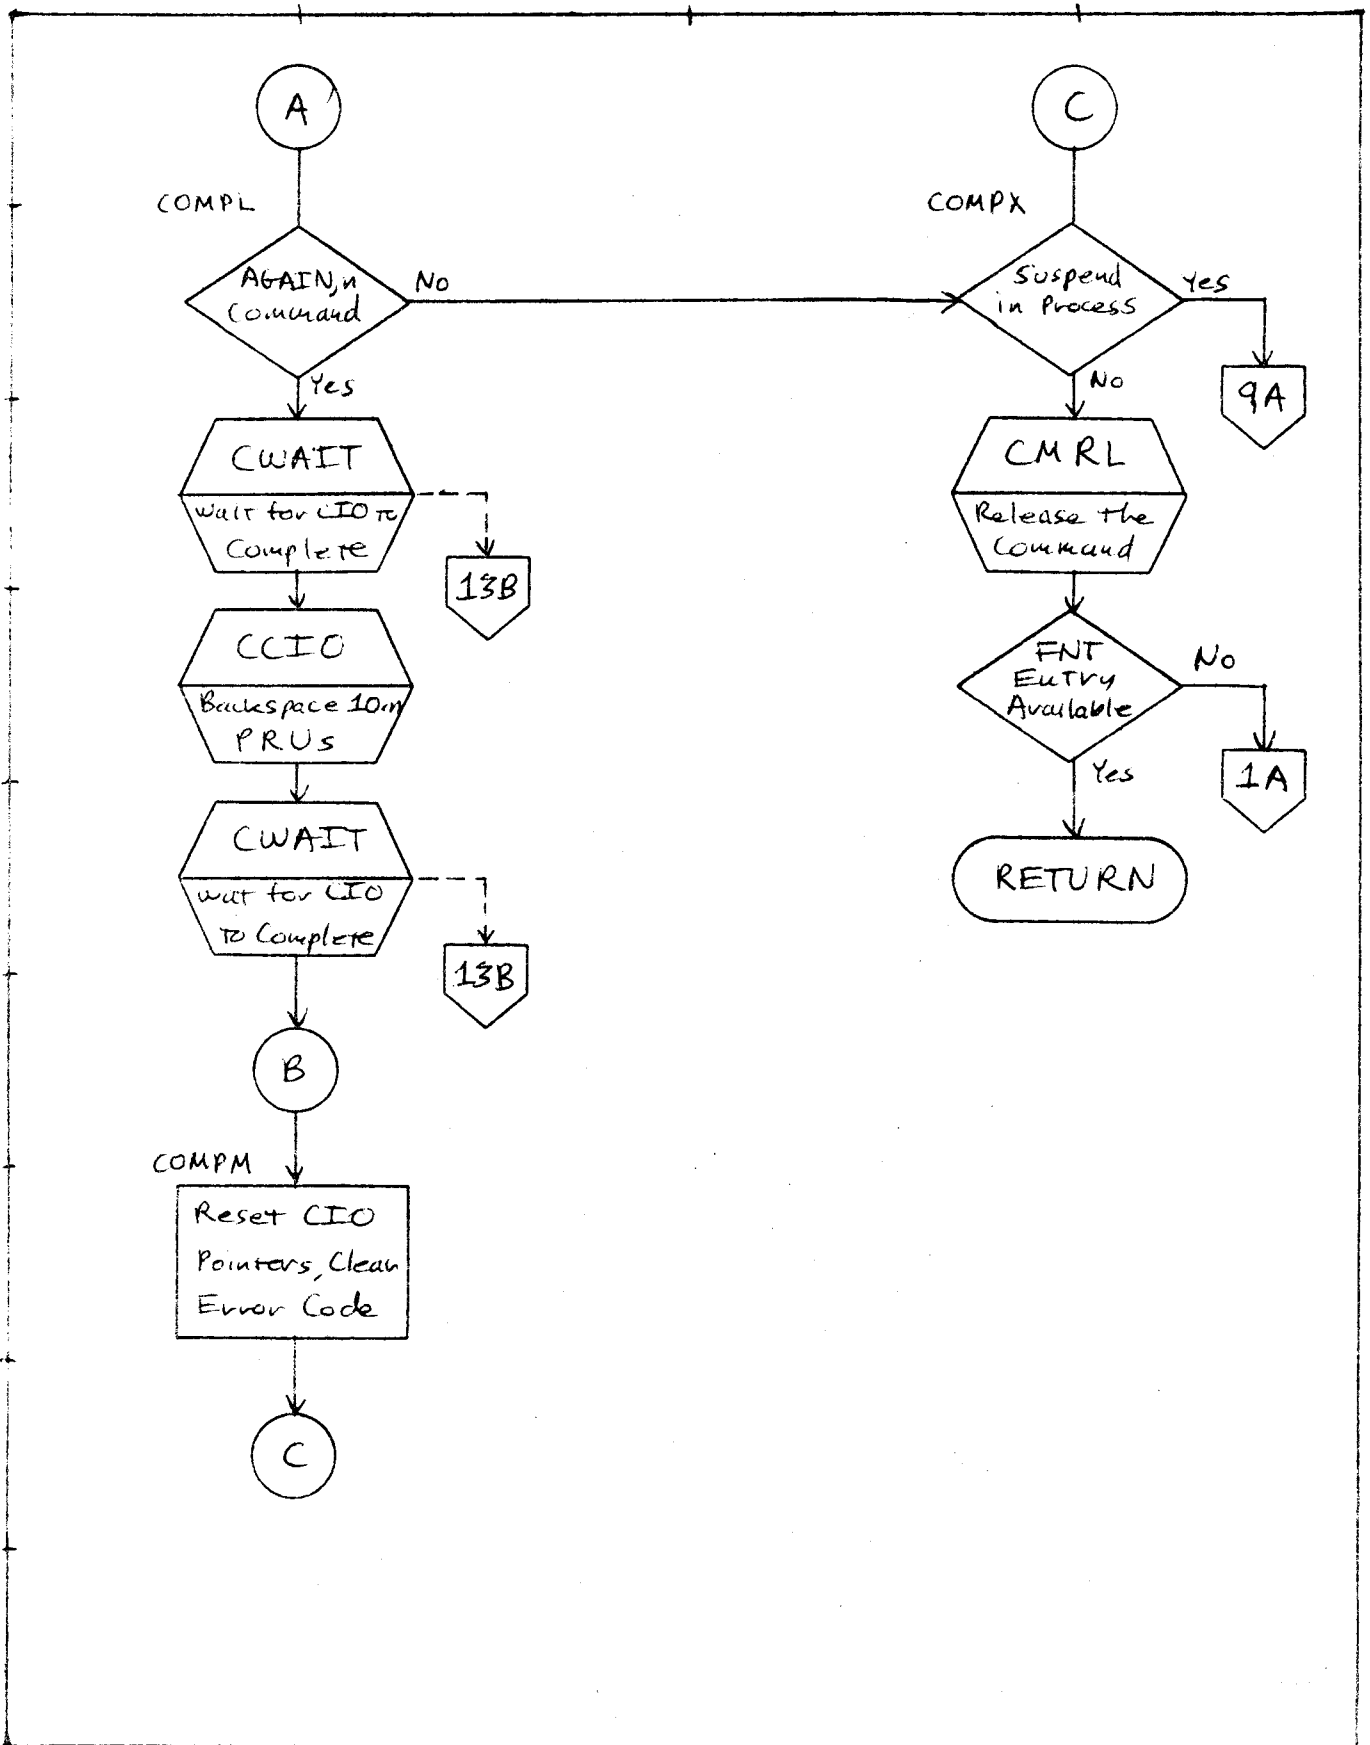 A
COMPL
AGAIN,n
Command
No
Yes
CWAIT
Wait for CIO to
Complete
13B
CCIO
Backspace 10*n
PRUs
CWAIT
Wait for CIO
to Complete
13B
B
COMPM
Reset CIO
Pointers, Clear
Error Code
C
C
COMPX
Suspend
in Process
Yes
9A
No
CMRL
Release the
Command
FNT
Entry
Available
No
1A
Yes
RETURN